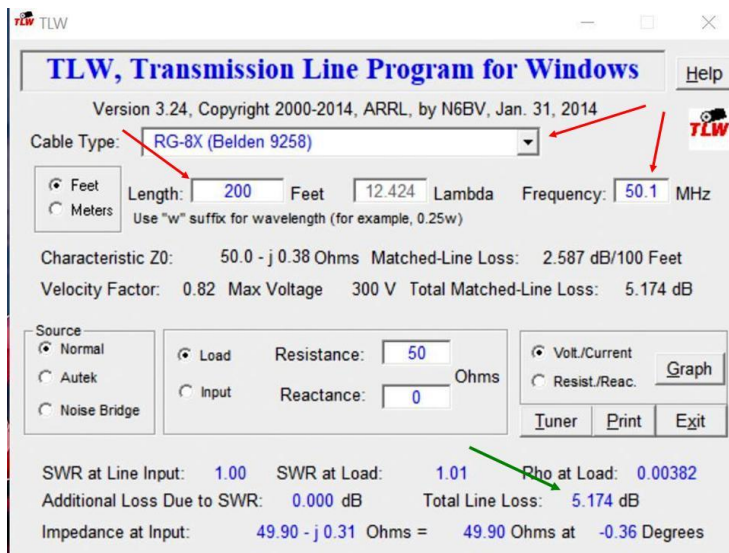 TLW TLW
TLW, Transmission Line Program for Windows Help
Version 3.24, Copyright 2000-2014, ARRL, by N6BV, Jan. 31, 2014
TLW
Cable Type: RG-8X (Belden 9258)
Feet Length: 200 Feet 12.424 Lambda Frequency: 50.1 MHz
Meters Use "w" suffix for wavelength (for example, 0.25w)
Characteristic Z0: 50.0 - j 0.38 Ohms Matched-Line Loss: 2.587 dB/100 Feet
Velocity Factor: 0.82 Max Voltage 300 V Total Matched-Line Loss: 5.174 dB
Source
Normal Load Resistance: 50 Volt./Current
Autek Ohms Resist./Reac. Graph
Input Reactance: 0
Noise Bridge Tuner Print Exit
SWR at Line Input: 1.00 SWR at Load: 1.01 Rho at Load: 0.00382
Additional Loss Due to SWR: 0.000 dB Total Line Loss: 5.174 dB
Impedance at Input: 49.90 - j 0.31 Ohms = 49.90 Ohms at -0.36 Degrees